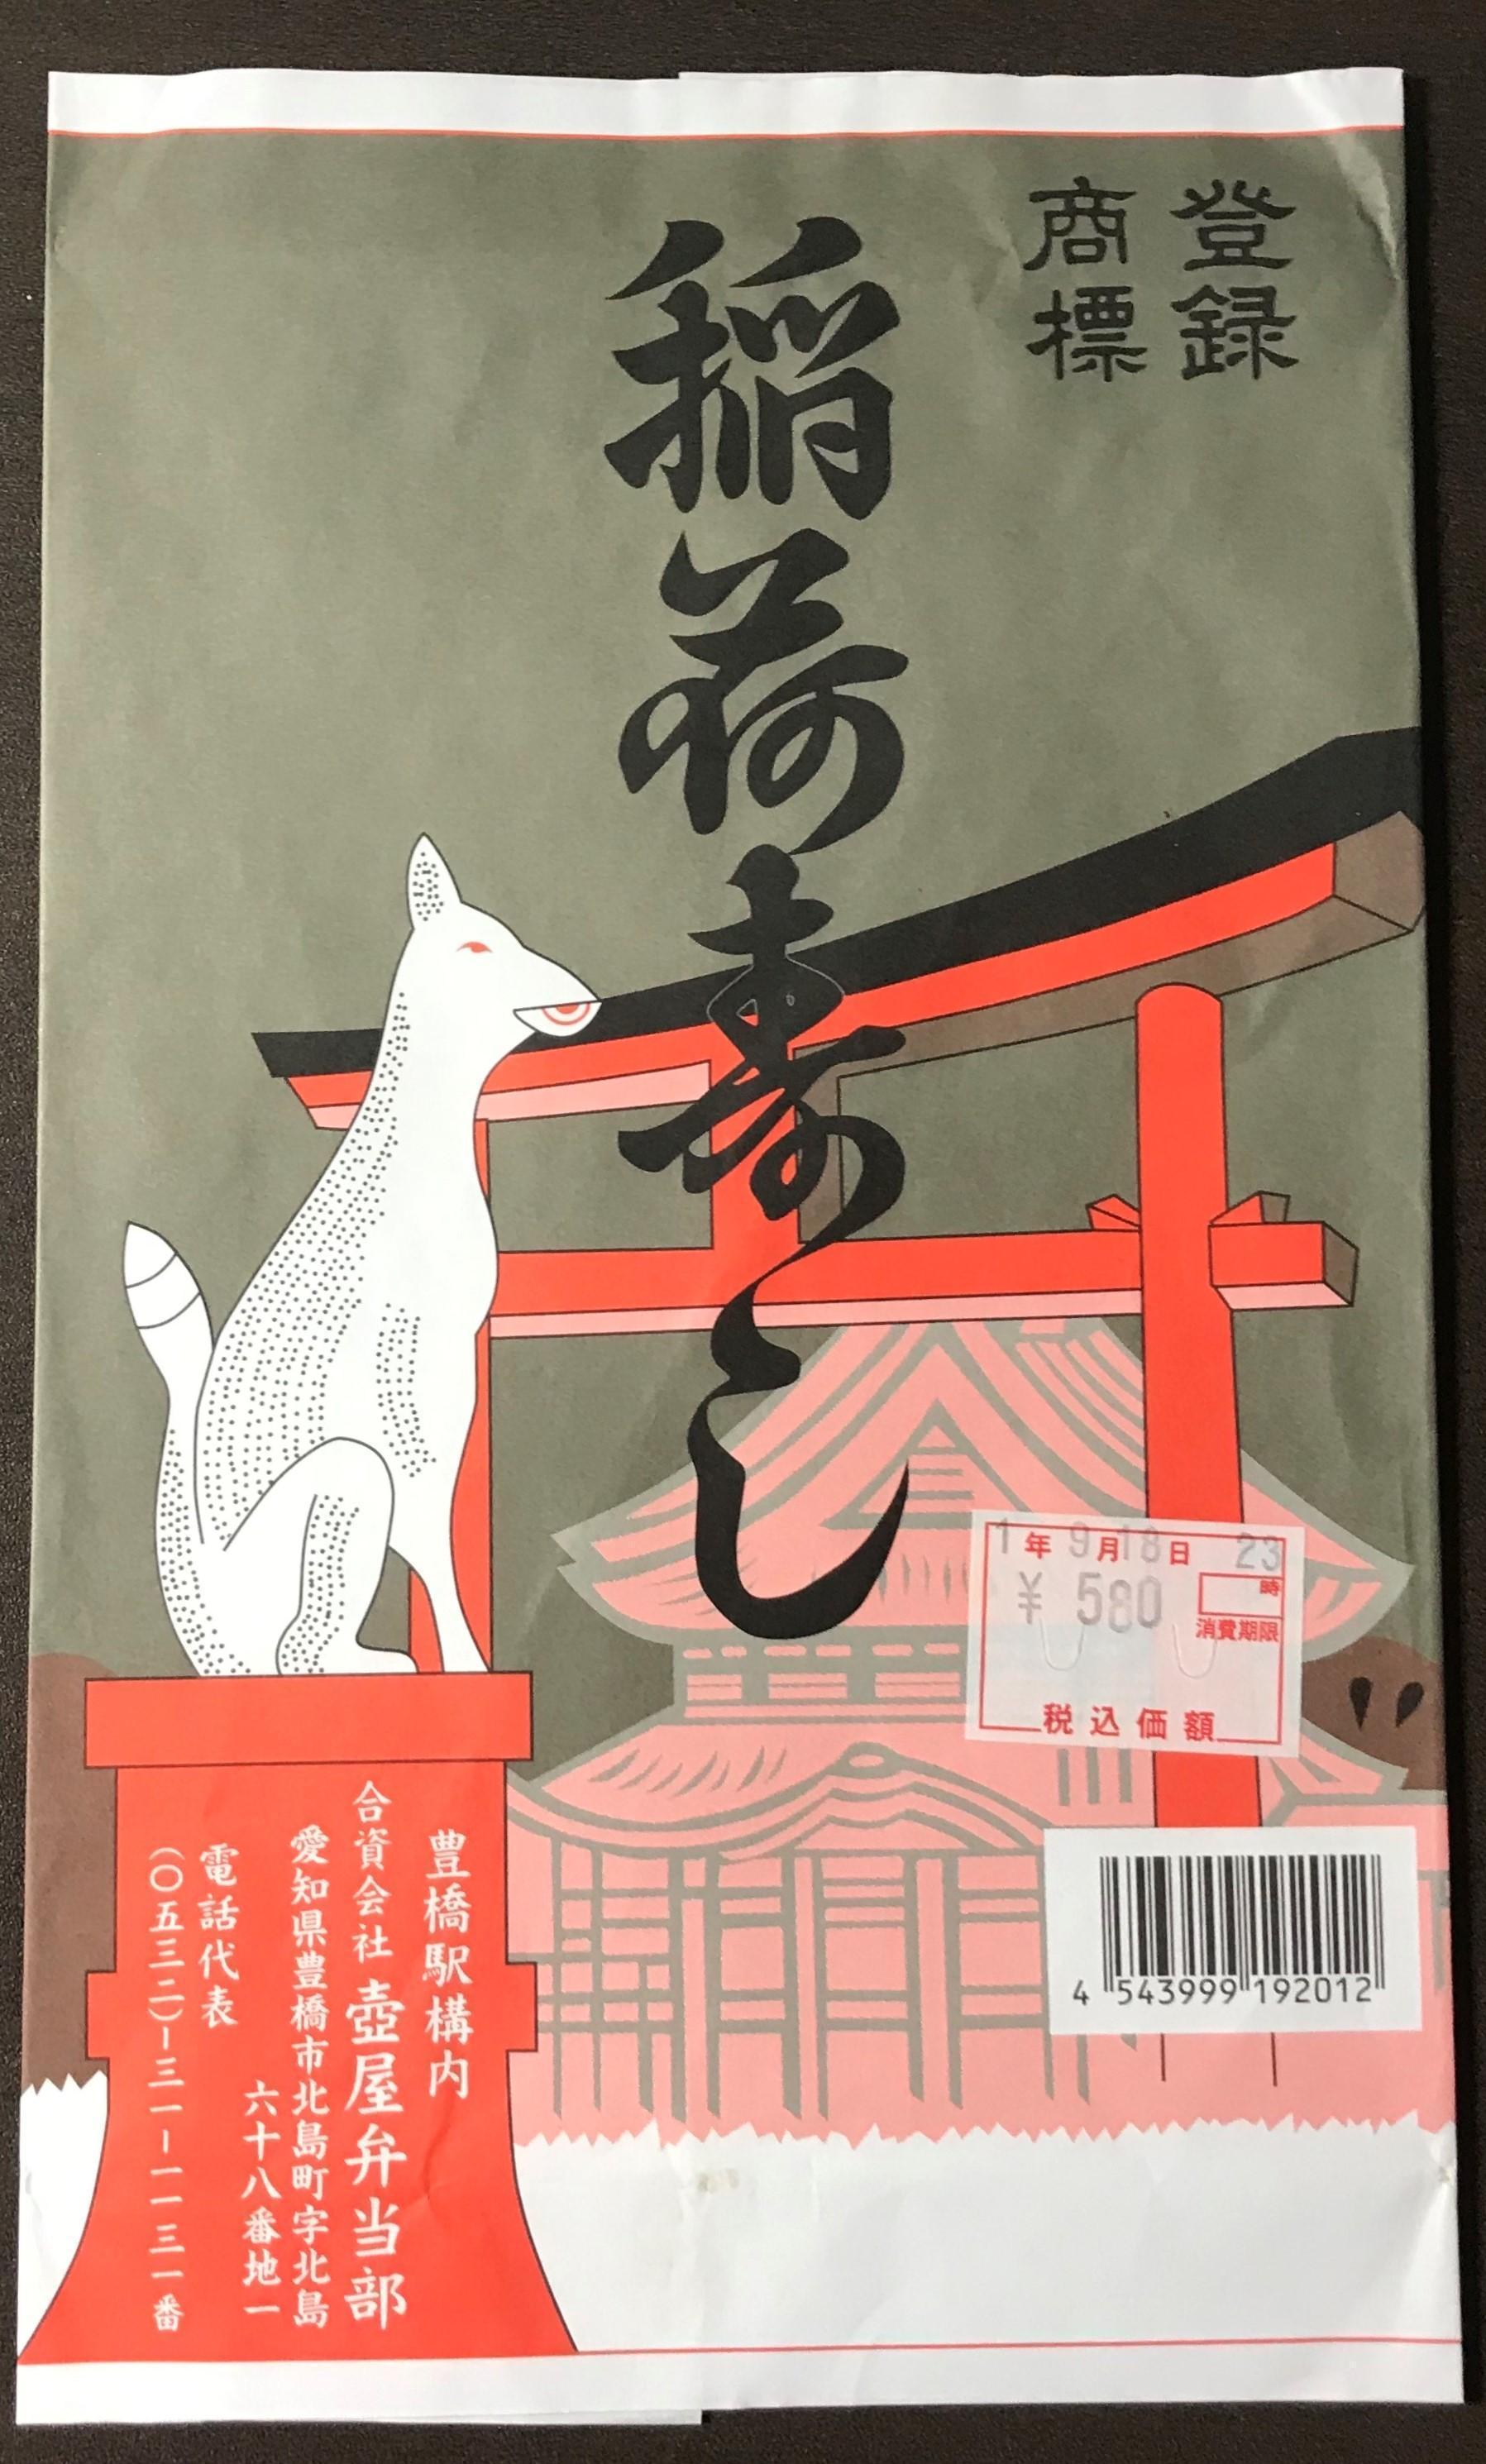 登録
商標
稲荷寿し
1年9月18日 23
時
¥580
消費期限
税込価額
4 543999 192012
豊橋駅構内
合資会社 壺屋弁当部
愛知県豊橋市北島町字北島
六十八番地一
電話代表
(〇五三二)ー三一ー一一三一番